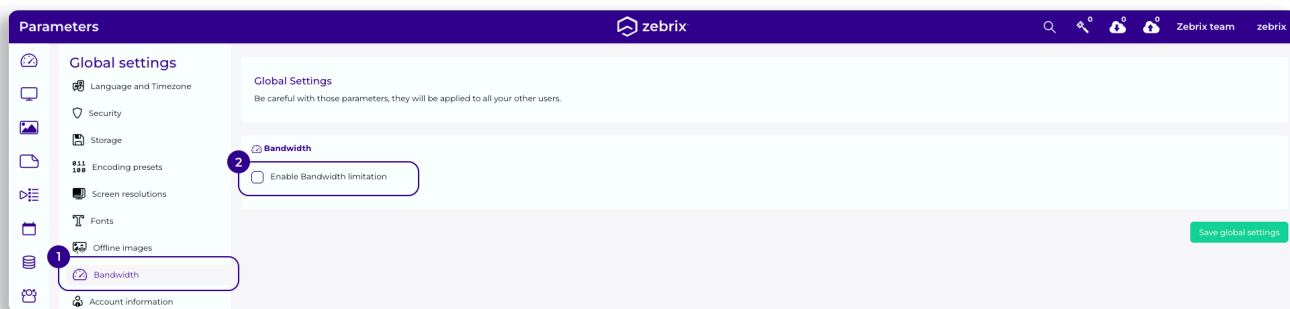 Parameters
zebrix
0
0
0
Zebrix team
zebrix
Global settings
Language and Timezone
Security
Storage
011
100
Encoding presets
Screen resolutions
Fonts
Offline images
1
Bandwidth
Account information
Global Settings
Be careful with those parameters, they will be applied to all your other users.
Bandwidth
2
Enable Bandwidth limitation
Save global settings